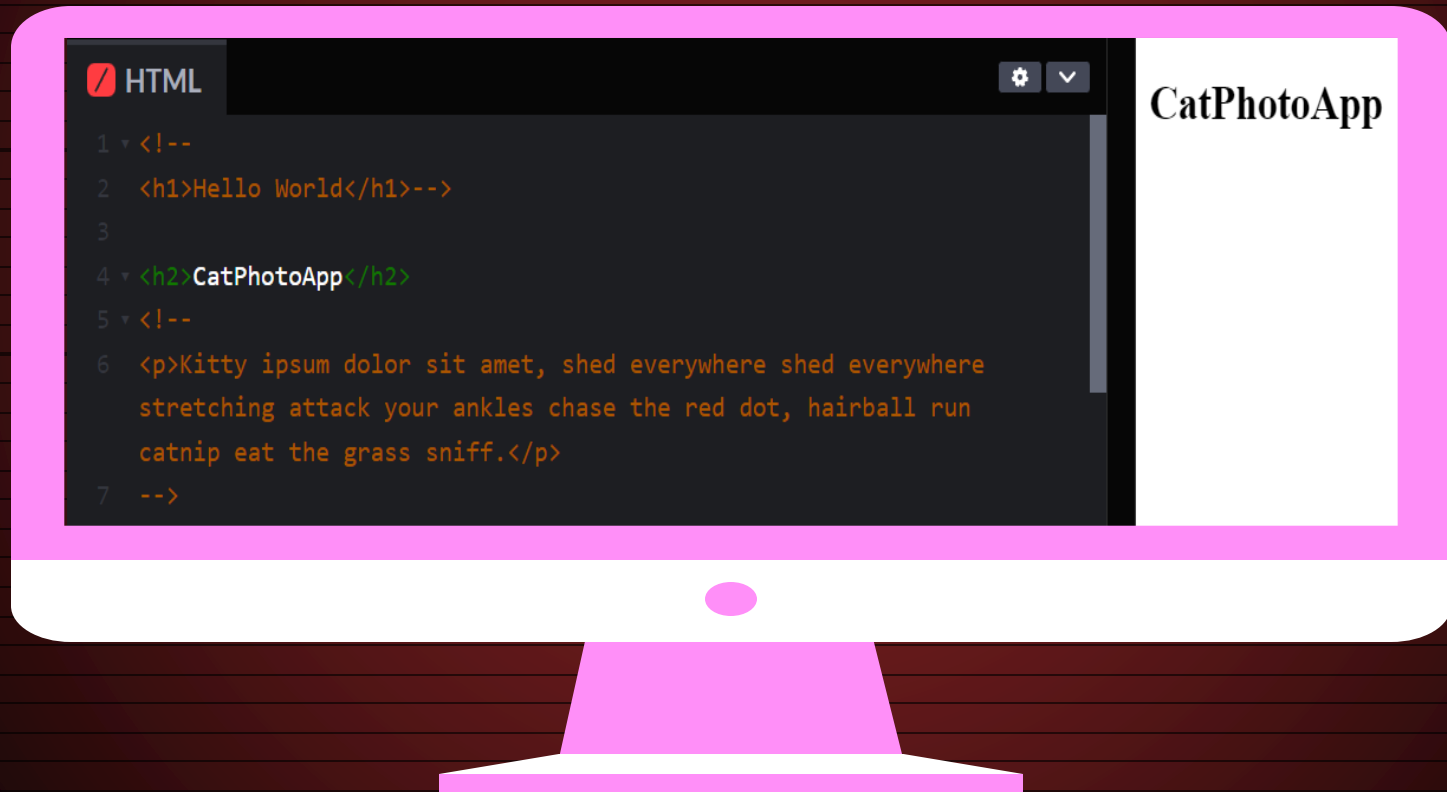 / HTML
1 <!--
2 <h1>Hello World</h1>-->
3
4 <h2>CatPhotoApp</h2>
5 <!--
6 <p>Kitty ipsum dolor sit amet, shed everywhere shed everywhere
stretching attack your ankles chase the red dot, hairball run
catnip eat the grass sniff.</p>
7 -->
CatPhotoApp